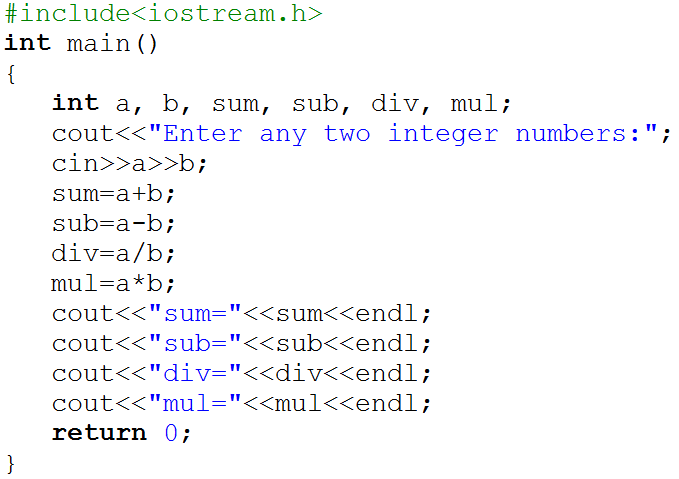 #include<iostream.h>
int main()
{
int a, b, sum, sub, div, mul;
cout<<"Enter any two integer numbers:";
cin>>a>>b;
sum=a+b;
sub=a-b;
div=a/b;
mul=a*b;
cout<<"sum="<<sum<<endl;
cout<<"sub="<<sub<<endl;
cout<<"div="<<div<<endl;
cout<<"mul="<<mul<<endl;
return 0;
}